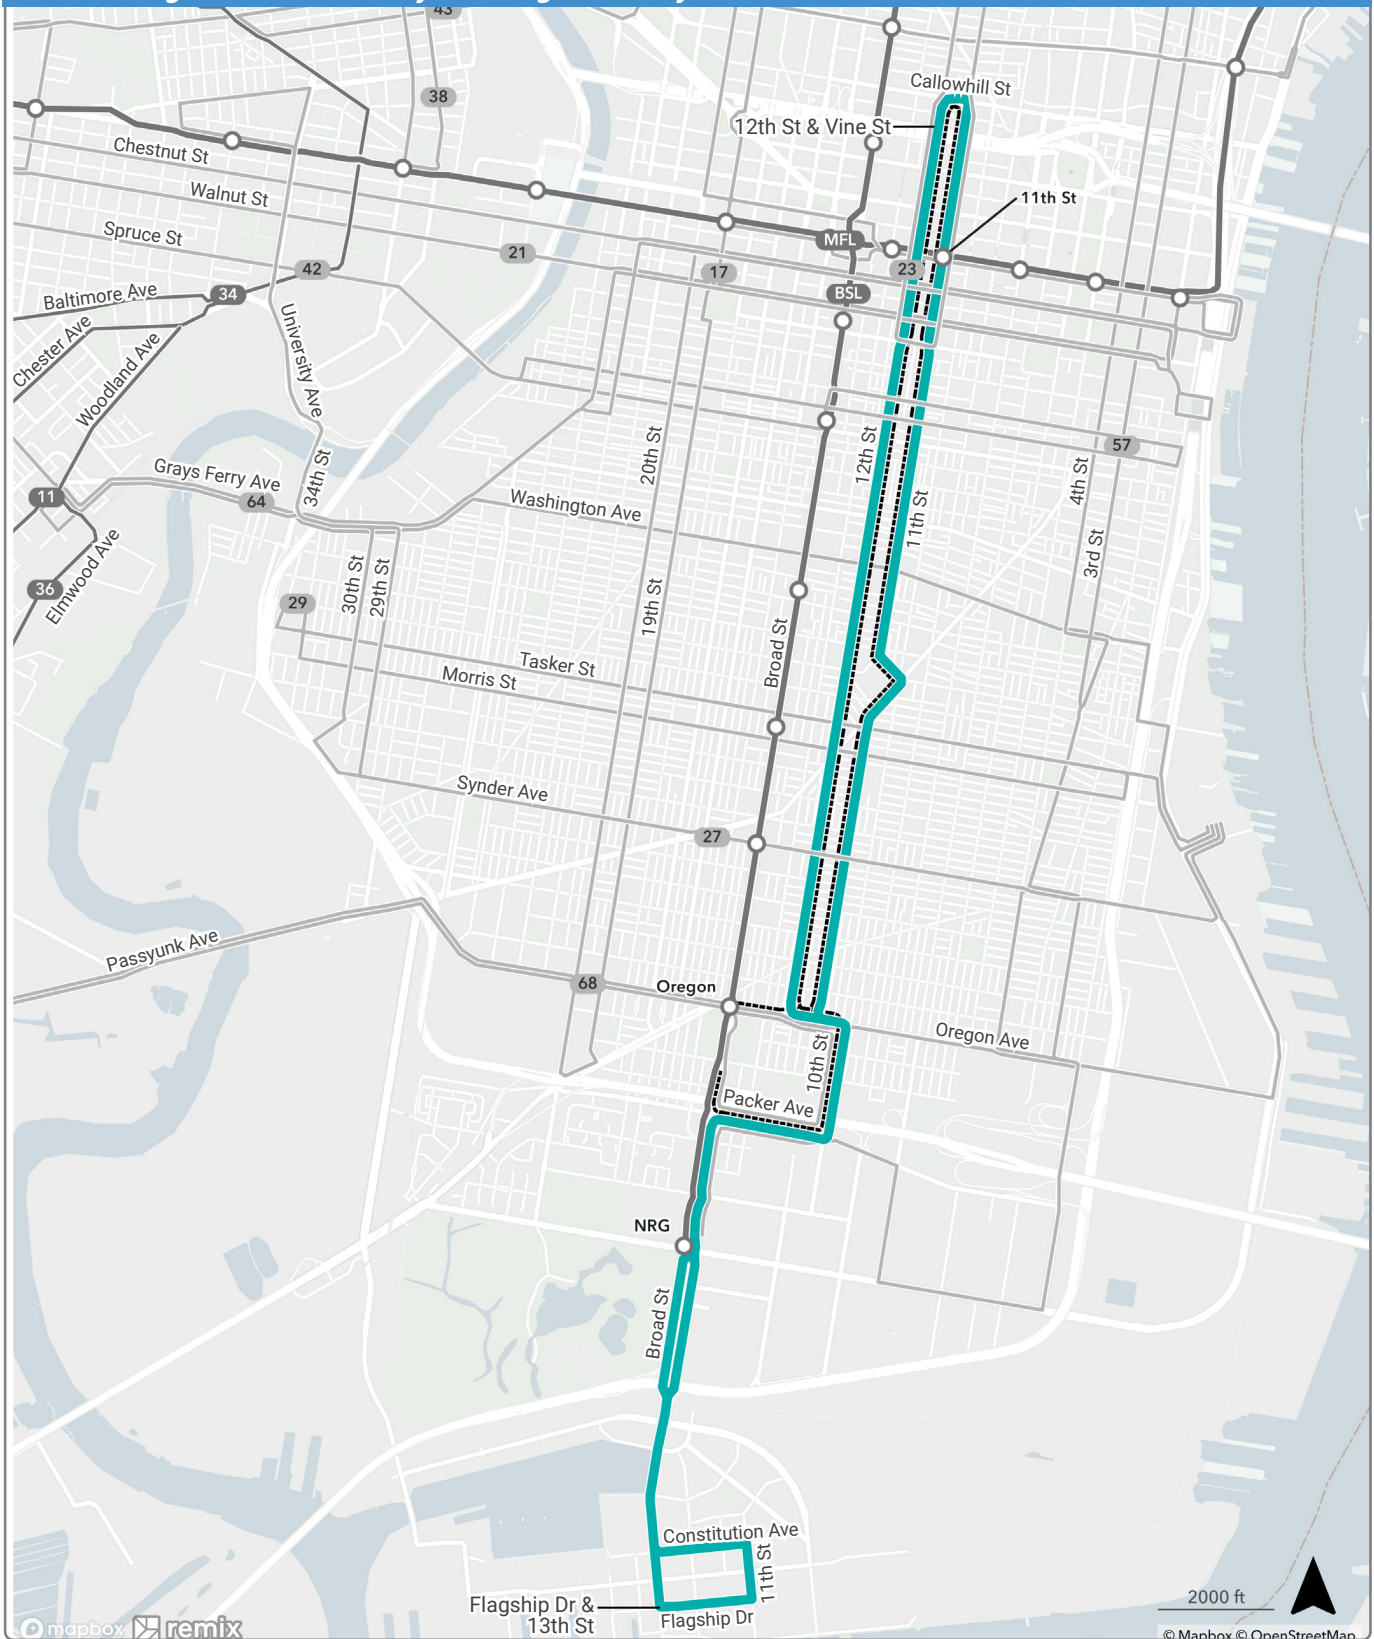 43
38
Callowhill St
12th St & Vine St
Chestnut St
Walnut St
11th St
Spruce St
MFL
21
42
17
23
Baltimore Ave
34
BSL
Chester Ave
Woodland Ave
University Ave
20th St
12th St
57
4th St
Grays Ferry Ave
34th St
11
64
Washington Ave
11th St
3rd St
Elmwood Ave
36
30th St
29th St
29
19th St
Broad St
Tasker St
Morris St
Synder Ave
27
Passyunk Ave
68
Oregon
Oregon Ave
10th St
Packer Ave
NRG
Broad St
Constitution Ave
11th St
Flagship Dr &
13th St
Flagship Dr
2000 ft
mapbox
remix
© Mapbox © OpenStreetMap